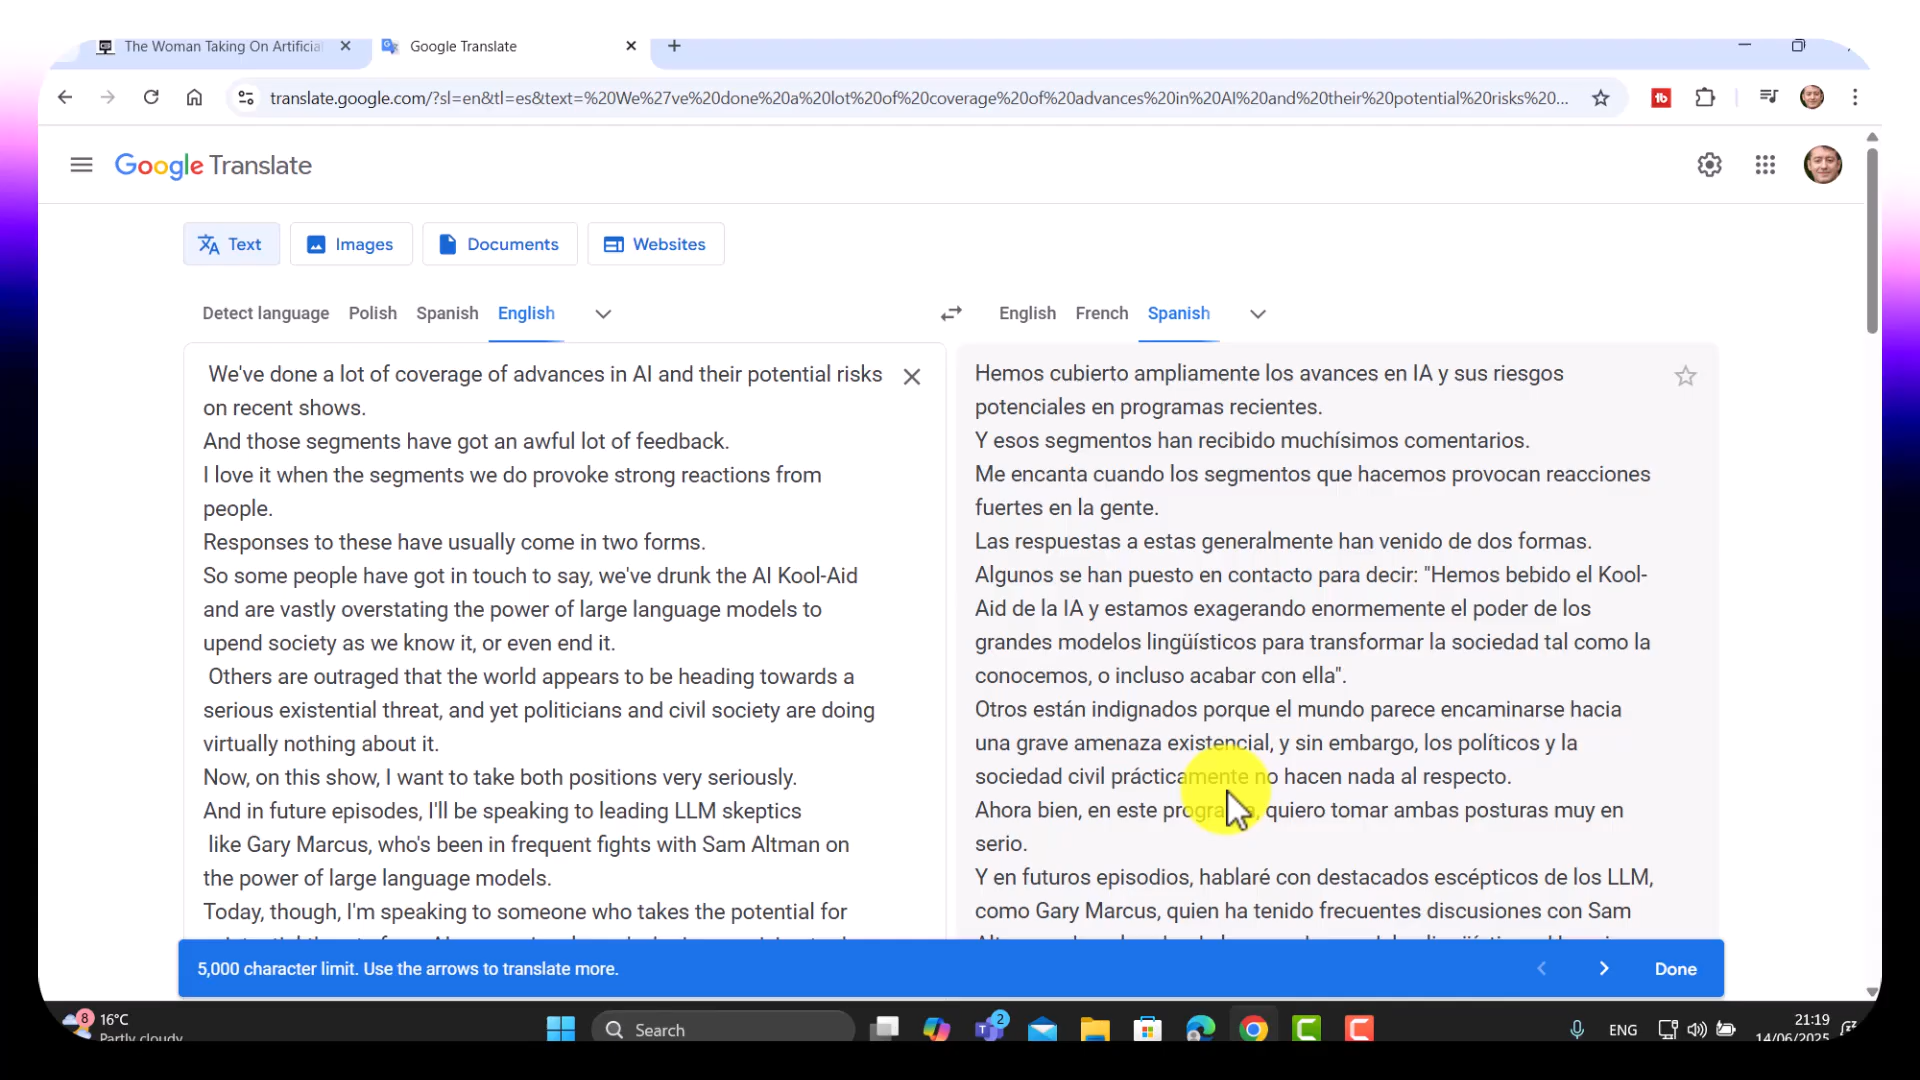 The Woman Taking On Artificia
Google Translate
translate.google.com/?sl=en&tl=es&text=%20We%27ve%20done%20a%20lot%20of%20coverage%20of%20advances%20in%20AI%20and%20their%20potential%20risks%20...
Google Translate
Text
Images
Documents
Websites
Detect language Polish Spanish English
English French Spanish
We've done a lot of coverage of advances in AI and their potential risks
on recent shows.
And those segments have got an awful lot of feedback.
I love it when the segments we do provoke strong reactions from
people.
Responses to these have usually come in two forms.
So some people have got in touch to say, we've drunk the AI Kool-Aid
and are vastly overstating the power of large language models to
upend society as we know it, or even end it.
Others are outraged that the world appears to be heading towards a
serious existential threat, and yet politicians and civil society are doing
virtually nothing about it.
Now, on this show, I want to take both positions very seriously.
And in future episodes, I'll be speaking to leading LLM skeptics
like Gary Marcus, who's been in frequent fights with Sam Altman on
the power of large language models.
Today, though, I'm speaking to someone who takes the potential for
Hemos cubierto ampliamente los avances en IA y sus riesgos
potenciales en programas recientes.
Y esos segmentos han recibido muchísimos comentarios.
Me encanta cuando los segmentos que hacemos provocan reacciones
fuertes en la gente.
Las respuestas a estas generalmente han venido de dos formas.
Algunos se han puesto en contacto para decir: "Hemos bebido el Kool-
Aid de la IA y estamos exagerando enormemente el poder de los
grandes modelos lingüísticos para transformar la sociedad tal como la
conocemos, o incluso acabar con ella".
Otros están indignados porque el mundo parece encaminarse hacia
una grave amenaza existencial, y sin embargo, los políticos y la
sociedad civil prácticamente no hacen nada al respecto.
Ahora bien, en este programa, quiero tomar ambas posturas muy en
serio.
Y en futuros episodios, hablaré con destacados escépticos de los LLM,
como Gary Marcus, quien ha tenido frecuentes discusiones con Sam
5,000 character limit. Use the arrows to translate more.
Done
8
16°C
Partly cloudy
Search
2
ENG
21:19
14/06/2025